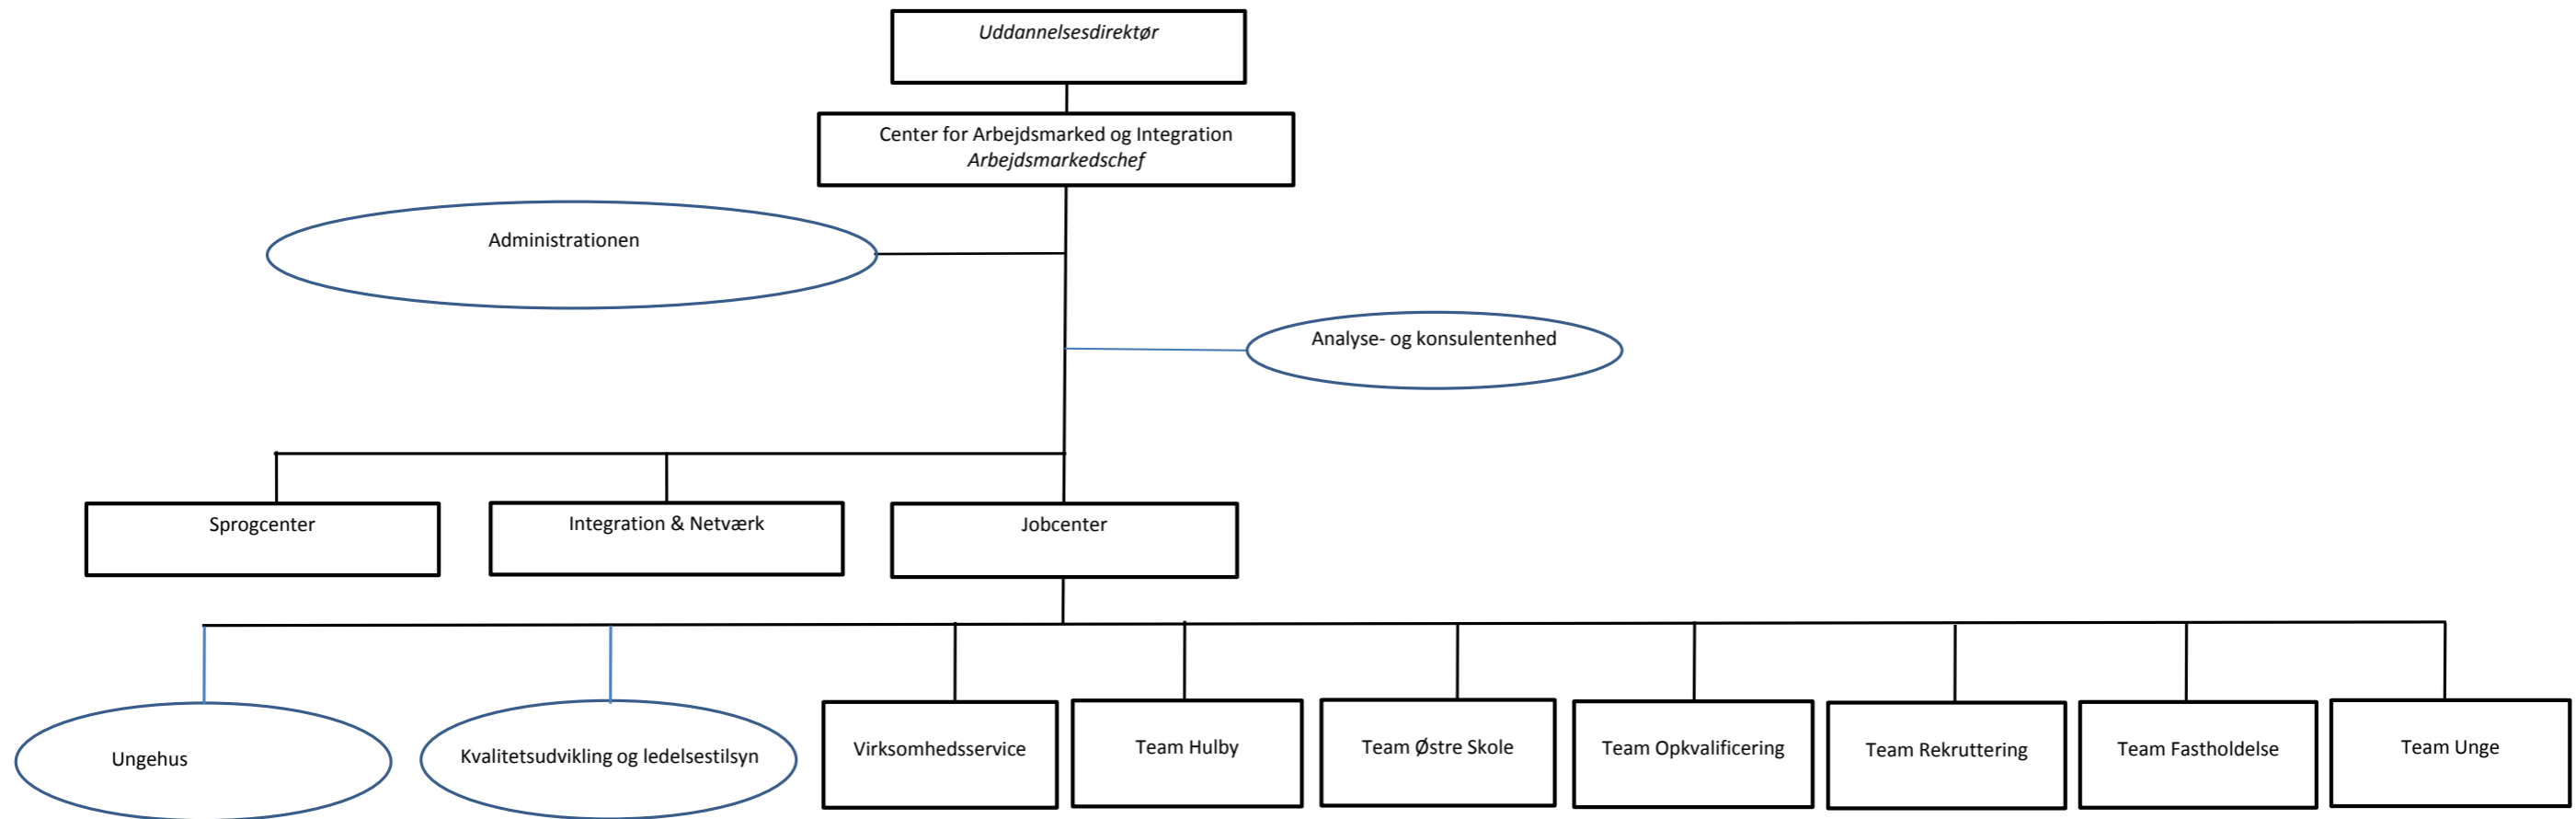 Uddannelsesdirektør
Center for Arbejdsmarked og Integration
Arbejdsmarkedschef
Administrationen
Analyse- og konsulentenhed
Sprogcenter
Integration & Netværk
Jobcenter
Ungehus
Kvalitetsudvikling og ledelsestilsyn
Virksomhedsservice
Team Hulby
Team Østre Skole
Team Opkvalificering
Team Rekruttering
Team Fastholdelse
Team Unge